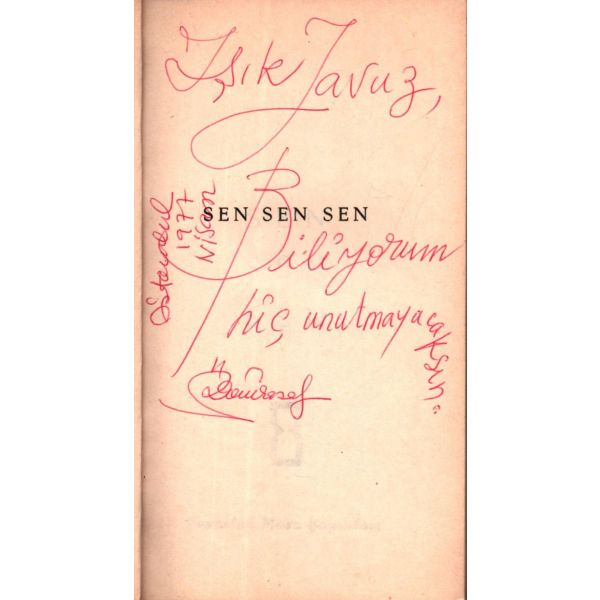 Işık Yavuz,
SEN SEN SEN
Biliyorum
hiç unutmayacaksın.
İstanbul
1977
Nisan